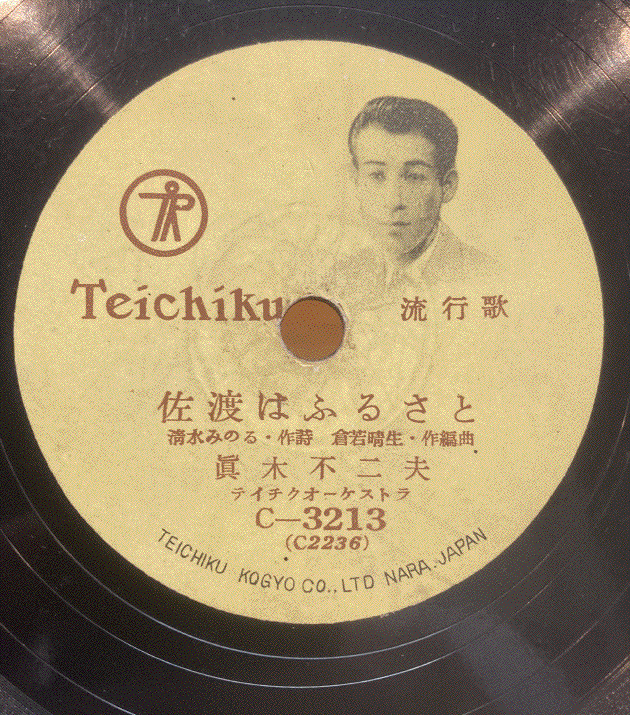 Teichiku
流行歌
佐渡はふるさと
清水みのる・作詩 倉若晴生・作編曲
眞木不二夫
テイチクオーケストラ
C-3213
(C2236)
TEICHIKU KOGYO CO., LTD NARA. JAPAN